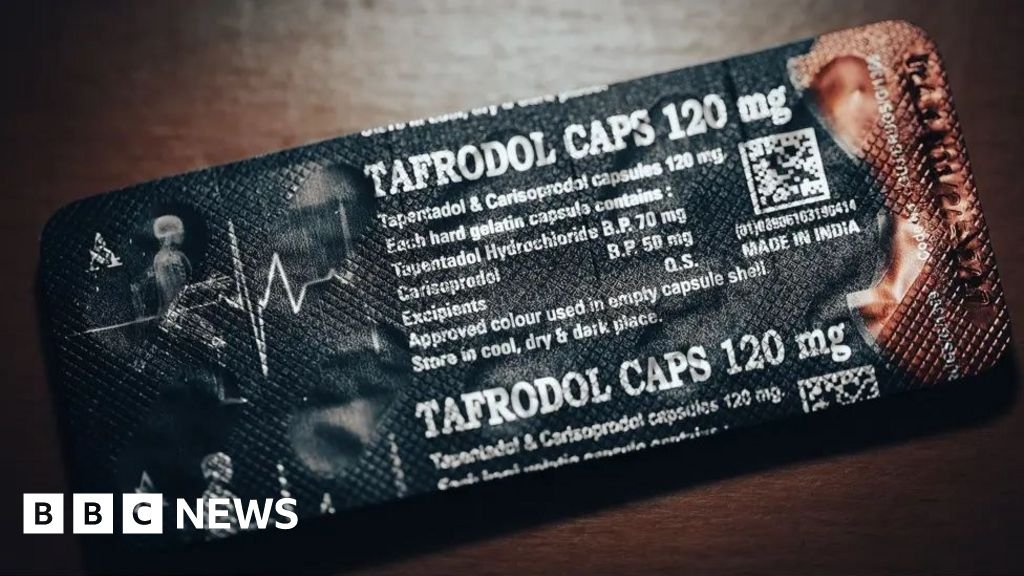 TAFRODOL CAPS 120 mg
Tapentadol & Carisoprodol capsules 120 mg.
Each hard gelatin capsule contains :
Tapentadol Hydrochloride B.P. 70 mg
Carisoprodol B.P. 50 mg
Excipients Q.S.
Approved colour used in empty capsule shell
Store in cool, dry & dark place.
MADE IN INDIA
TAFRODOL CAPS 120 mg
Tapentadol & Carisoprodol capsules 120 mg.
BBC NEWS